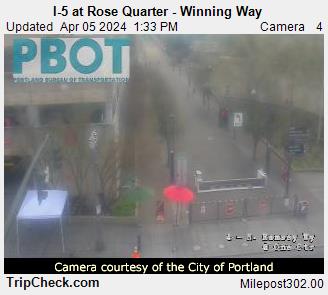 I-5 at Rose Quarter - Winning Way
Updated Apr 05 2024 1:33 PM Camera 4
PBOT
PORTLAND BUREAU OF TRANSPORTATION
Camera courtesy of the City of Portland
TripCheck.com Milepost302.00